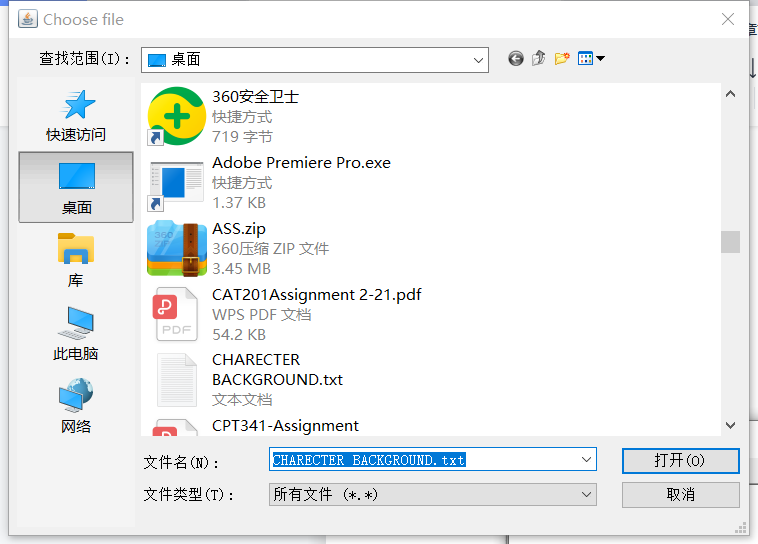 Choose file
查找范围(I):
桌面
快速访问
桌面
库
此电脑
网络
360安全卫士
快捷方式
719 字节
Adobe Premiere Pro.exe
快捷方式
1.37 KB
360
ZIP
ASS.zip
360压缩 ZIP 文件
3.45 MB
PDF
CAT201Assignment 2-21.pdf
WPS PDF 文档
54.2 KB
CHARECTER
BACKGROUND.txt
文本文档
CPT341-Assignment
文件名(N):
CHARECTER BACKGROUND.txt
打开(O)
文件类型(T):
所有文件 (*.*)
取消